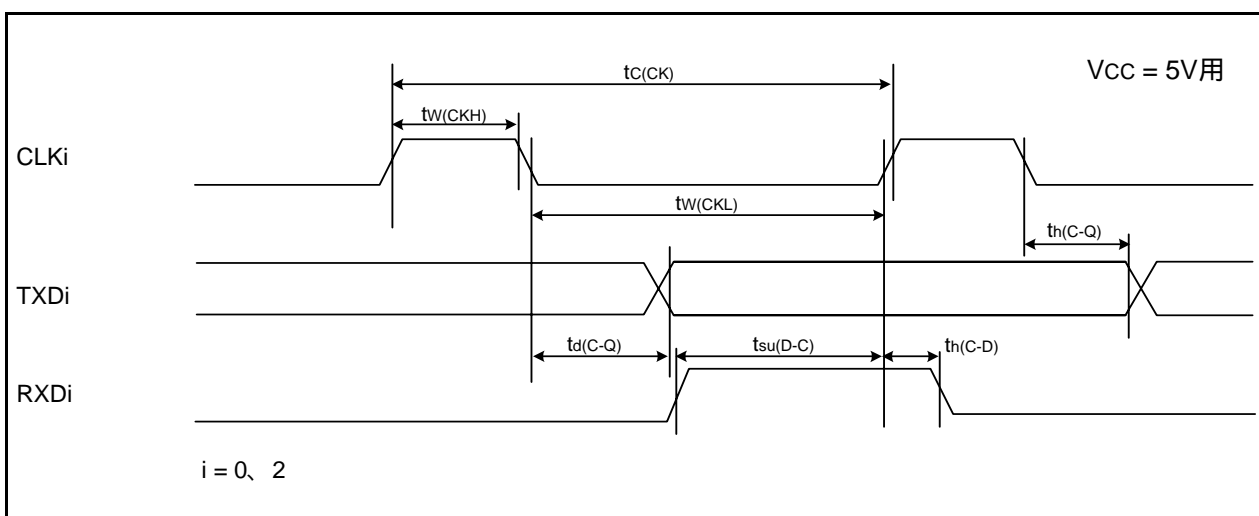 tC(CK)
VCC = 5V用
tW(CKH)
CLKi
tW(CKL)
th(C-Q)
TXDi
td(C-Q)
tsu(D-C)
th(C-D)
RXDi
i = 0、2